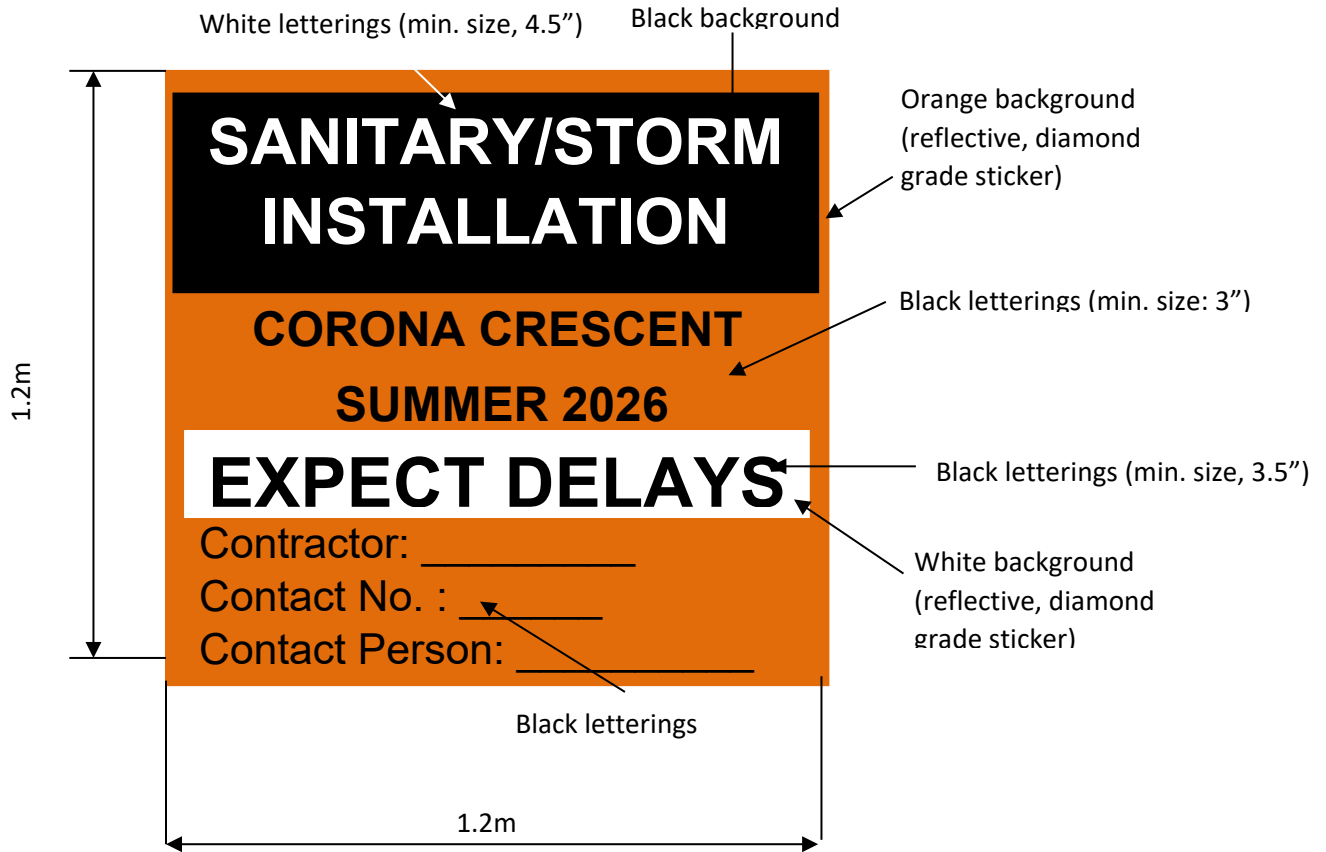 White letterings (min. size, 4.5”)
Black background
SANITARY/STORM
INSTALLATION
Orange background
(reflective, diamond
grade sticker)
CORONA CRESCENT
Black letterings (min. size: 3”)
SUMMER 2026
1.2m
EXPECT DELAYS
Black letterings (min. size, 3.5”)
Contractor: _________
Contact No. : ______
Contact Person: __________
White background
(reflective, diamond
grade sticker)
Black letterings
1.2m